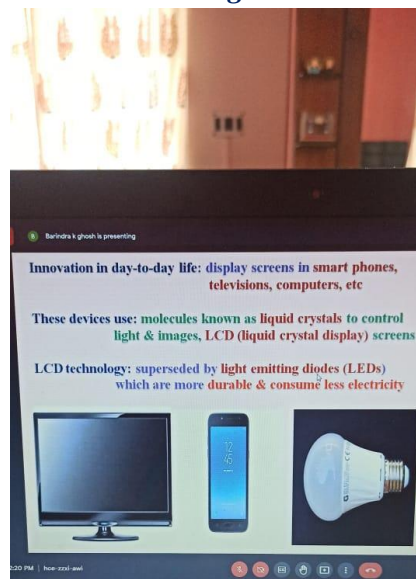 Barindra k ghosh is presenting
Innovation in day-to-day life: display screens in smart phones,
televisions, computers, etc
These devices use: molecules known as liquid crystals to control
light & images, LCD (liquid crystal display) screens
LCD technology: superseded by light emitting diodes (LEDs)
which are more durable & consume less electricity
2:20 PM | hoe-zzxi-awi